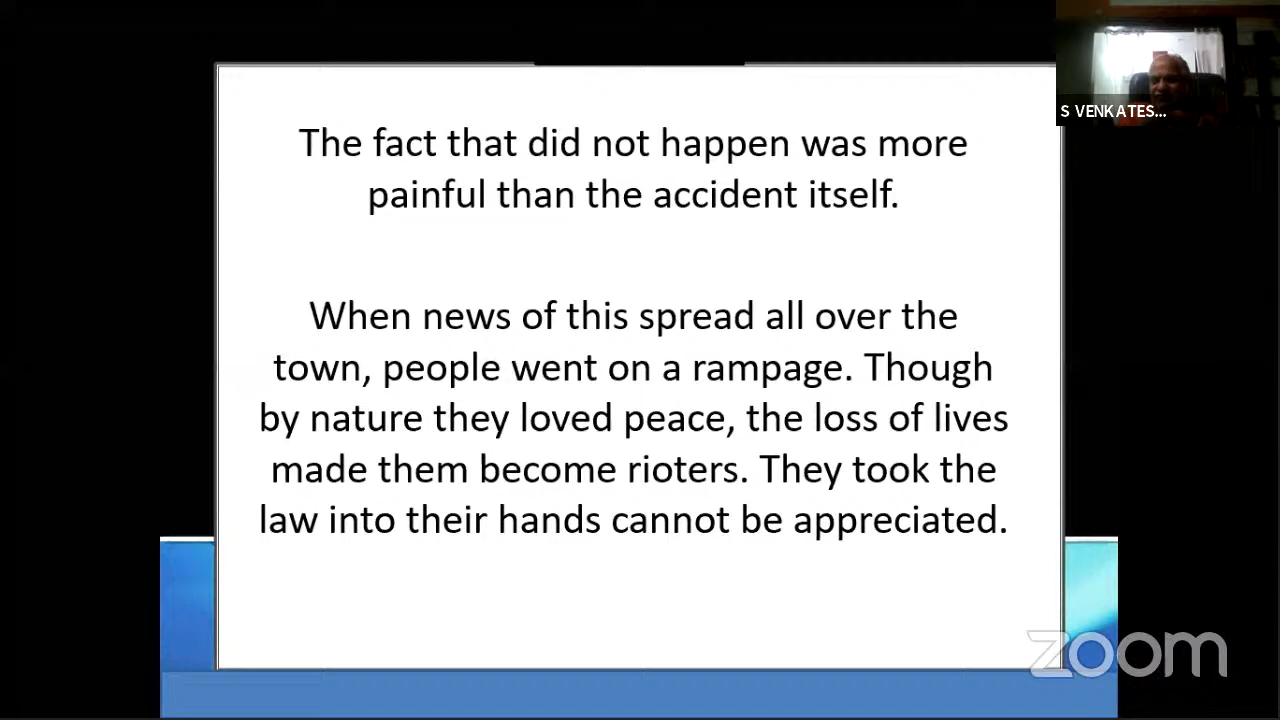 The fact that did not happen was more
painful than the accident itself.
When news of this spread all over the
town, people went on a rampage. Though
by nature they loved peace, the loss of lives
made them become rioters. They took the
law into their hands cannot be appreciated.
S VENKATES...
zoom